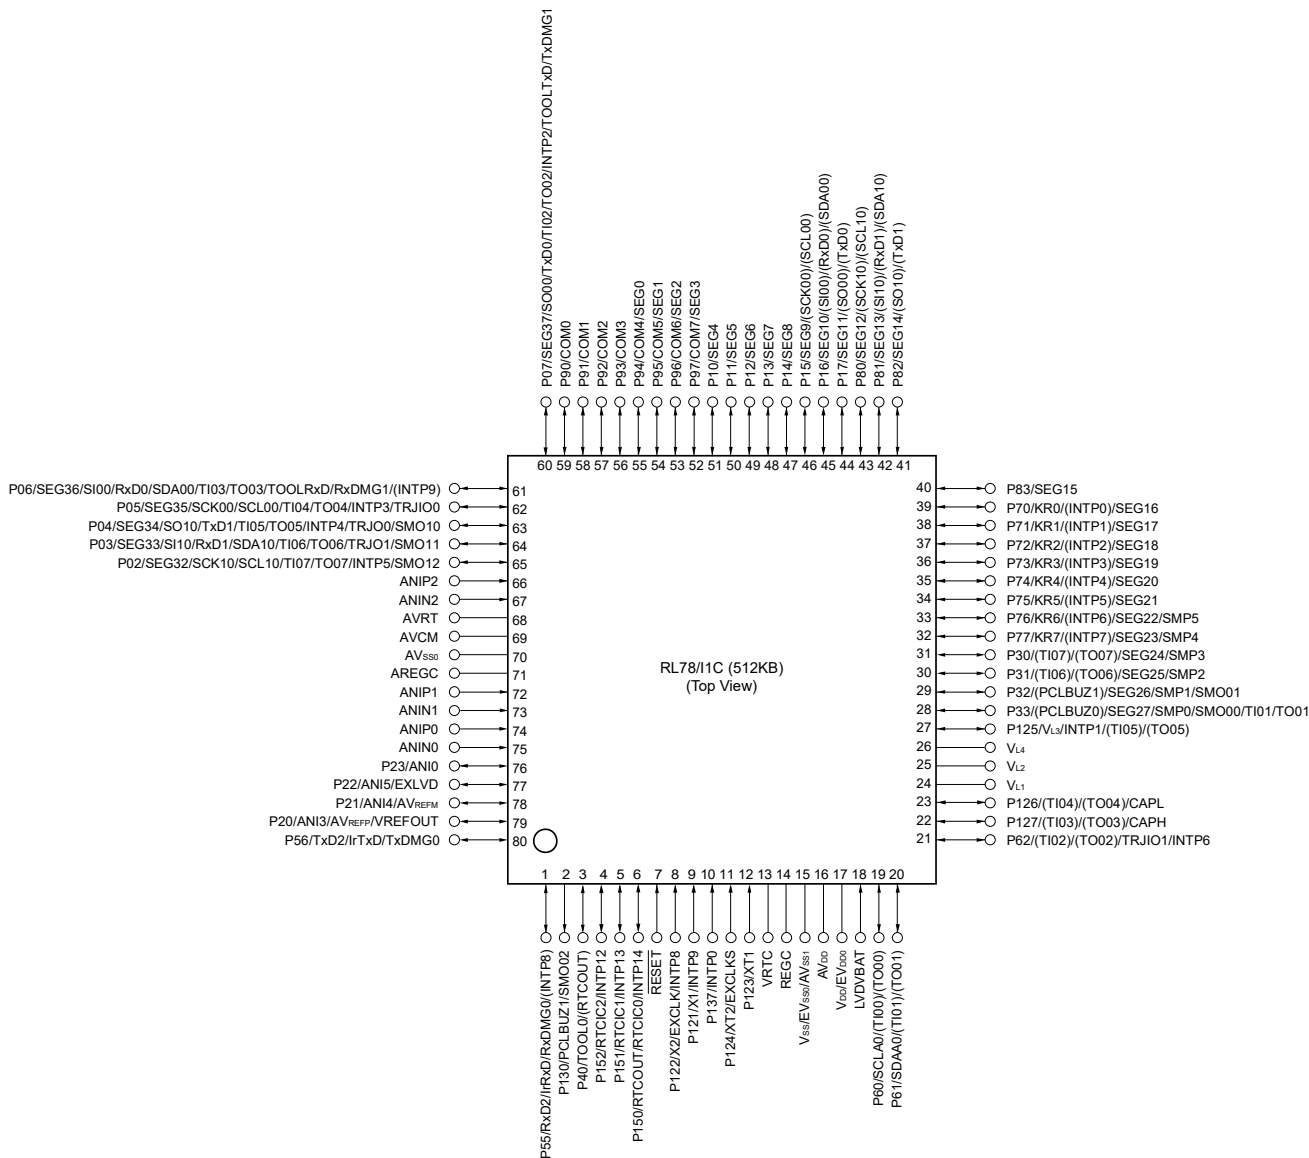 P07/SEG37/SO00/TxD0/TI02/TO02/INTP2/TOOLTxD/TxDMG1
P90/COM0
P91/COM1
P92/COM2
P93/COM3
P94/COM4/SEG0
P95/COM5/SEG1
P96/COM6/SEG2
P97/COM7/SEG3
P10/SEG4
P11/SEG5
P12/SEG6
P13/SEG7
P14/SEG8
P15/SEG9/(SCK00)/(SCL00)
P16/SEG10/(SI00)/(RxD0)/(SDA00)
P17/SEG11/(SO00)/(TxD0)
P80/SEG12/(SCK10)/(SCL10)
P81/SEG13/(SI10)/(RxD1)/(SDA10)
P82/SEG14/(SO10)/(TxD1)
60 59 58 57 56 55 54 53 52 51 50 49 48 47 46 45 44 43 42 41
P06/SEG36/SI00/RxD0/SDA00/TI03/TO03/TOOLRxD/RxDMG1/(INTP9) 61
P05/SEG35/SCK00/SCL00/TI04/TO04/INTP3/TRJIO0 62
P04/SEG34/SO10/TxD1/TI05/TO05/INTP4/TRJO0/SMO10 63
P03/SEG33/SI10/RxD1/SDA10/TI06/TO06/TRJO1/SMO11 64
P02/SEG32/SCK10/SCL10/TI07/TO07/INTP5/SMO12 65
ANIP2 66
ANIN2 67
AVRT 68
AVCM 69
AVSS0 70
AREGC 71
ANIP1 72
ANIN1 73
ANIP0 74
ANIN0 75
P23/ANI0 76
P22/ANI5/EXLVD 77
P21/ANI4/AVREFM 78
P20/ANI3/AVREFP/VREFOUT 79
P56/TxD2/IrTxD/TxDMG0 80
RL78/I1C (512KB)
(Top View)
40 P83/SEG15
39 P70/KR0/(INTP0)/SEG16
38 P71/KR1/(INTP1)/SEG17
37 P72/KR2/(INTP2)/SEG18
36 P73/KR3/(INTP3)/SEG19
35 P74/KR4/(INTP4)/SEG20
34 P75/KR5/(INTP5)/SEG21
33 P76/KR6/(INTP6)/SEG22/SMP5
32 P77/KR7/(INTP7)/SEG23/SMP4
31 P30/(TI07)/(TO07)/SEG24/SMP3
30 P31/(TI06)/(TO06)/SEG25/SMP2
29 P32/(PCLBUZ1)/SEG26/SMP1/SMO01
28 P33/(PCLBUZ0)/SEG27/SMP0/SMO00/TI01/TO01
27 P125/VL3/INTP1/(TI05)/(TO05)
26 VL4
25 VL2
24 VL1
23 P126/(TI04)/(TO04)/CAPL
22 P127/(TI03)/(TO03)/CAPH
21 P62/(TI02)/(TO02)/TRJIO1/INTP6
1 2 3 4 5 6 7 8 9 10 11 12 13 14 15 16 17 18 19 20
P55/RxD2/IrRxD/RxDMG0/(INTP8)
P130/PCLBUZ1/SMO02
P40/TOOL0/(RTCOUT)
P152/RTCIC2/INTP12
P151/RTCIC1/INTP13
P150/RTCOUT/RTCIC0/INTP14
RESET
P122/X2/EXCLK/INTP8
P121/X1/INTP9
P137/INTP0
P124/XT2/EXCLKS
P123/XT1
VRTC
REGC
VSS/EVSS0/AVSS1
AVDD
VDD/EVDD0
LVDVBAT
P60/SCLA0/(TI00)/(TO00)
P61/SDAA0/(TI01)/(TO01)